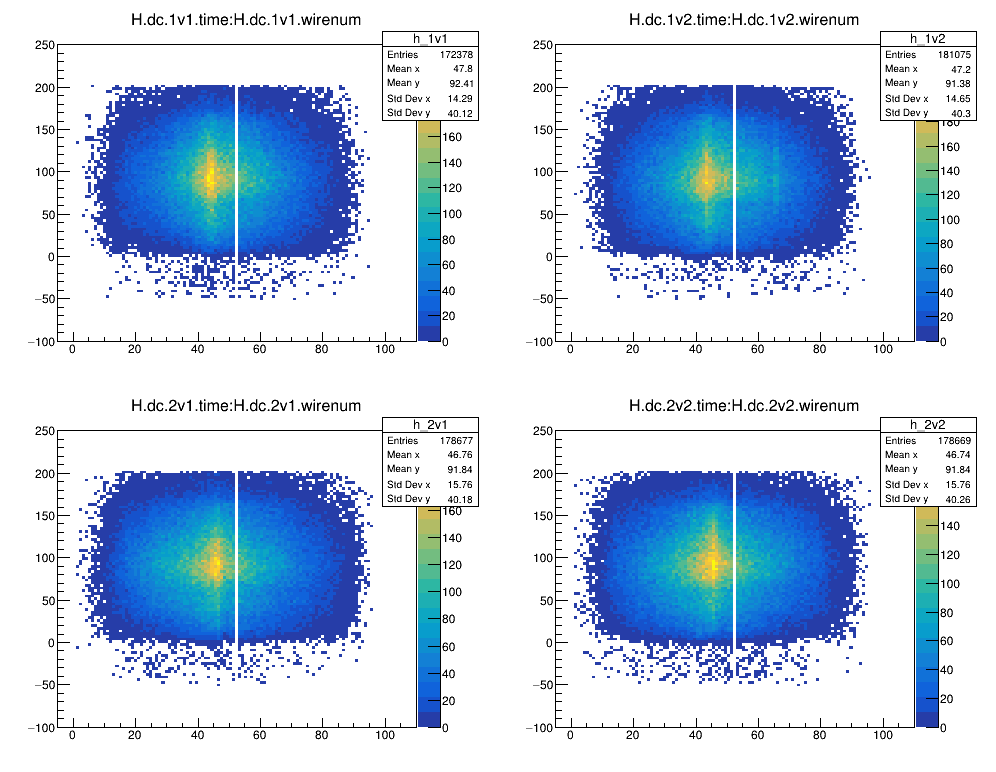 H.dc.1v1.time:H.dc.1v1.wirenum
h_1v1
Entries 172378
Mean x 47.8
Mean y 92.41
Std Dev x 14.29
Std Dev y 40.12
250
200
150
100
50
0
−50
−100
0 20 40 60 80 100
160
140
120
100
80
60
40
20
0
H.dc.1v2.time:H.dc.1v2.wirenum
h_1v2
Entries 181075
Mean x 47.2
Mean y 91.38
Std Dev x 14.65
Std Dev y 40.3
250
200
150
100
50
0
−50
−100
0 20 40 60 80 100
180
160
140
120
100
80
60
40
20
0
H.dc.2v1.time:H.dc.2v1.wirenum
h_2v1
Entries 178677
Mean x 46.76
Mean y 91.84
Std Dev x 15.76
Std Dev y 40.18
250
200
150
100
50
0
−50
−100
0 20 40 60 80 100
160
140
120
100
80
60
40
20
0
H.dc.2v2.time:H.dc.2v2.wirenum
h_2v2
Entries 178669
Mean x 46.74
Mean y 91.84
Std Dev x 15.76
Std Dev y 40.26
250
200
150
100
50
0
−50
−100
0 20 40 60 80 100
140
120
100
80
60
40
20
0